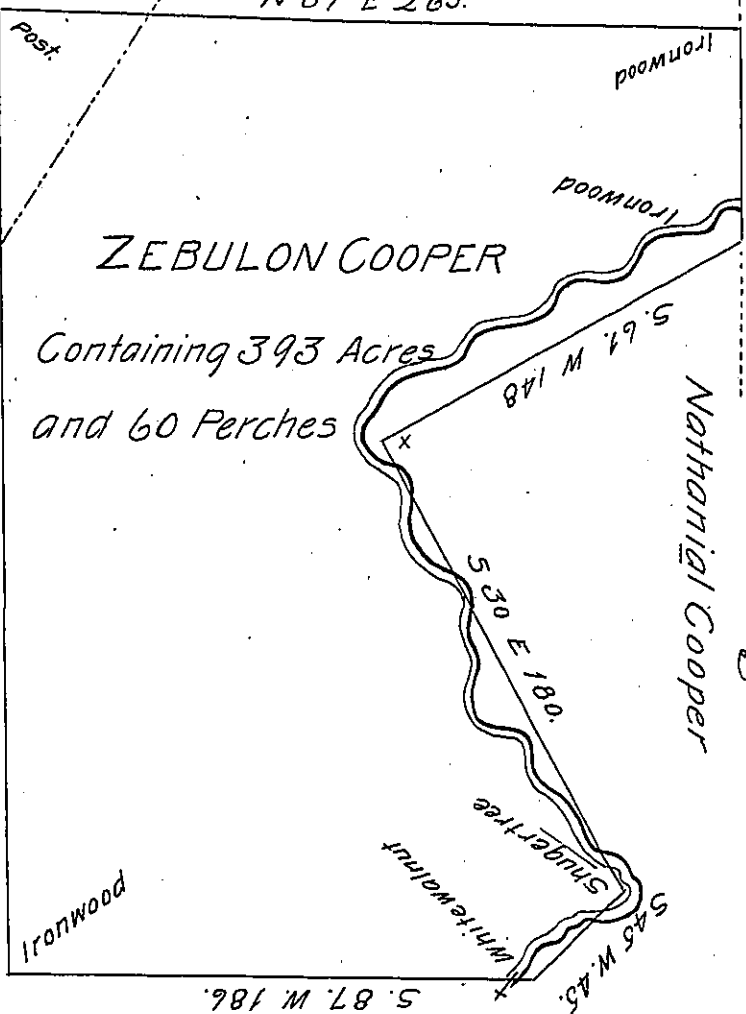 N 87 E 265.
Post.
Ironwood
Ironwood
ZEBULON COOPER
Containing 393 Acres
and 60 Perches
S. 61. W 148
x
Nathanial Cooper
S 30 E 180.
Shugertree
Whitewalnut
Ironwood
S 45 W. 45.
x
S. 87. W. 186.